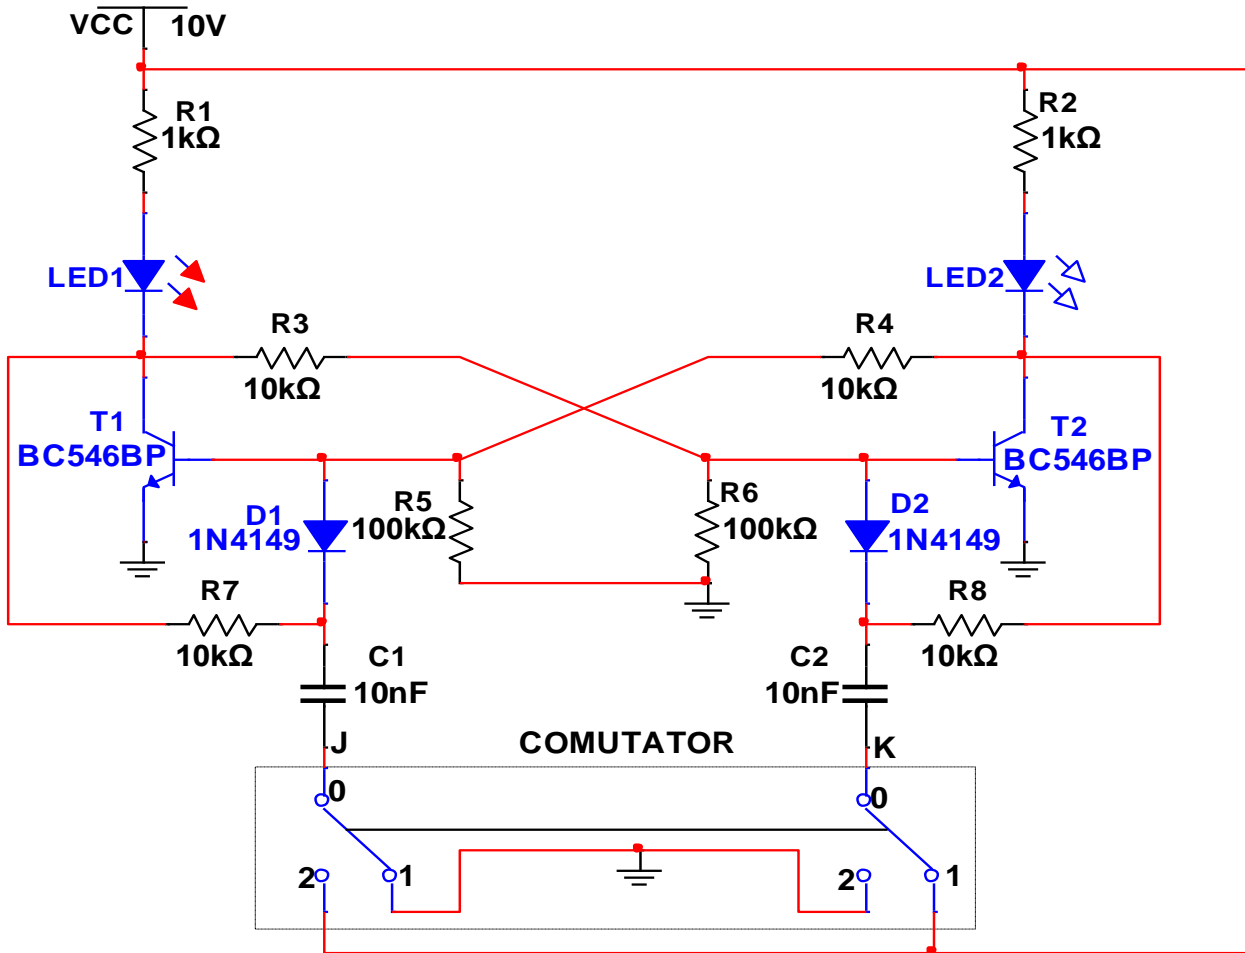 VCC 10V
R1
1kΩ
R2
1kΩ
LED1
LED2
R3
10kΩ
R4
10kΩ
T1
BC546BP
T2
BC546BP
D1
1N4149
R5
100kΩ
R6
100kΩ
D2
1N4149
R7
10kΩ
R8
10kΩ
C1
10nF
C2
10nF
J
COMUTATOR
K
0
0
2
1
2
1